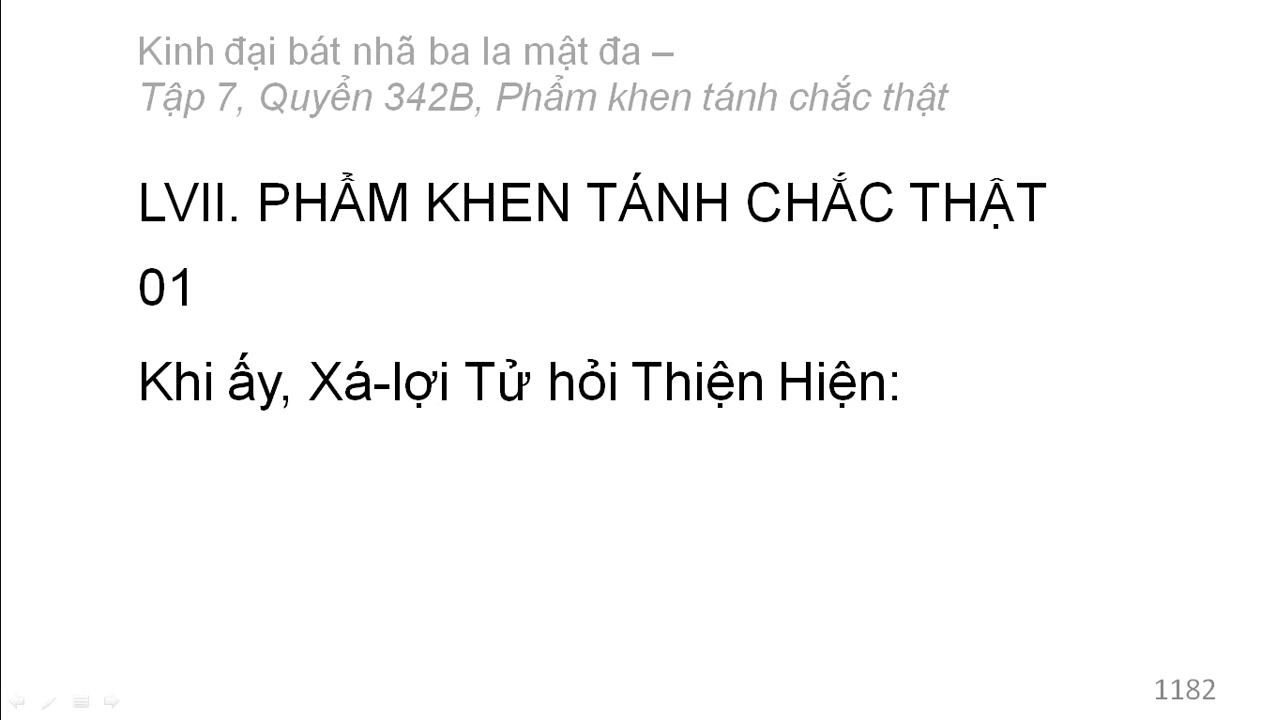 Kinh đại bát nhã ba la mật đa –
Tập 7, Quyển 342B, Phẩm khen tánh chắc thật
LVII. PHẨM KHEN TÁNH CHẮC THẬT
01
Khi ấy, Xá-lợi Tử hỏi Thiện Hiện:
1182